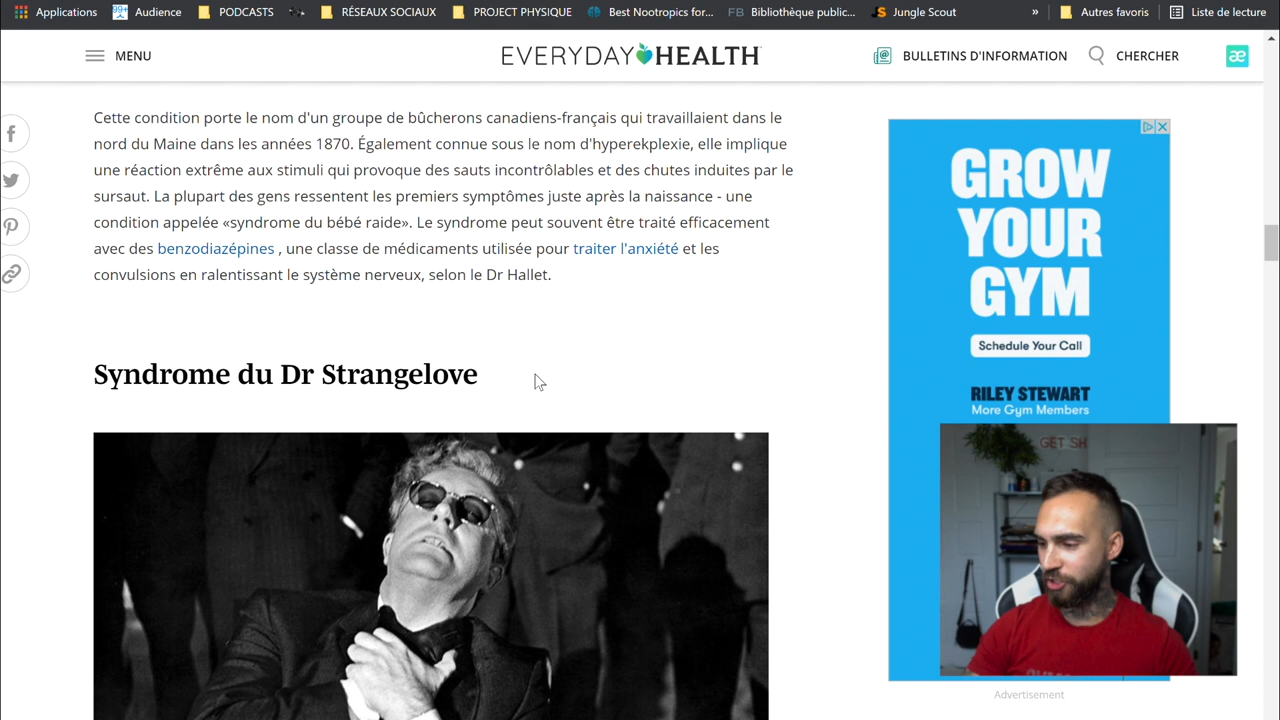 Applications
99+
Audience
PODCASTS
RÉSEAUX SOCIAUX
PROJECT PHYSIQUE
Best Nootropics for...
FB Bibliothèque public...
Jungle Scout
»
Autres favoris
Liste de lecture
MENU
EVERYDAY HEALTH
BULLETINS D'INFORMATION
CHERCHER
æ
Cette condition porte le nom d'un groupe de bûcherons canadiens-français qui travaillaient dans le
nord du Maine dans les années 1870. Également connue sous le nom d'hyperekplexie, elle implique
une réaction extrême aux stimuli qui provoque des sauts incontrôlables et des chutes induites par le
sursaut. La plupart des gens ressentent les premiers symptômes juste après la naissance - une
condition appelée «syndrome du bébé raide». Le syndrome peut souvent être traité efficacement
avec des benzodiazépines , une classe de médicaments utilisée pour traiter l'anxiété et les
convulsions en ralentissant le système nerveux, selon le Dr Hallet.
Syndrome du Dr Strangelove
GROW
YOUR
GYM
Schedule Your Call
RILEY STEWART
More Gym Members
GET SH
Advertisement